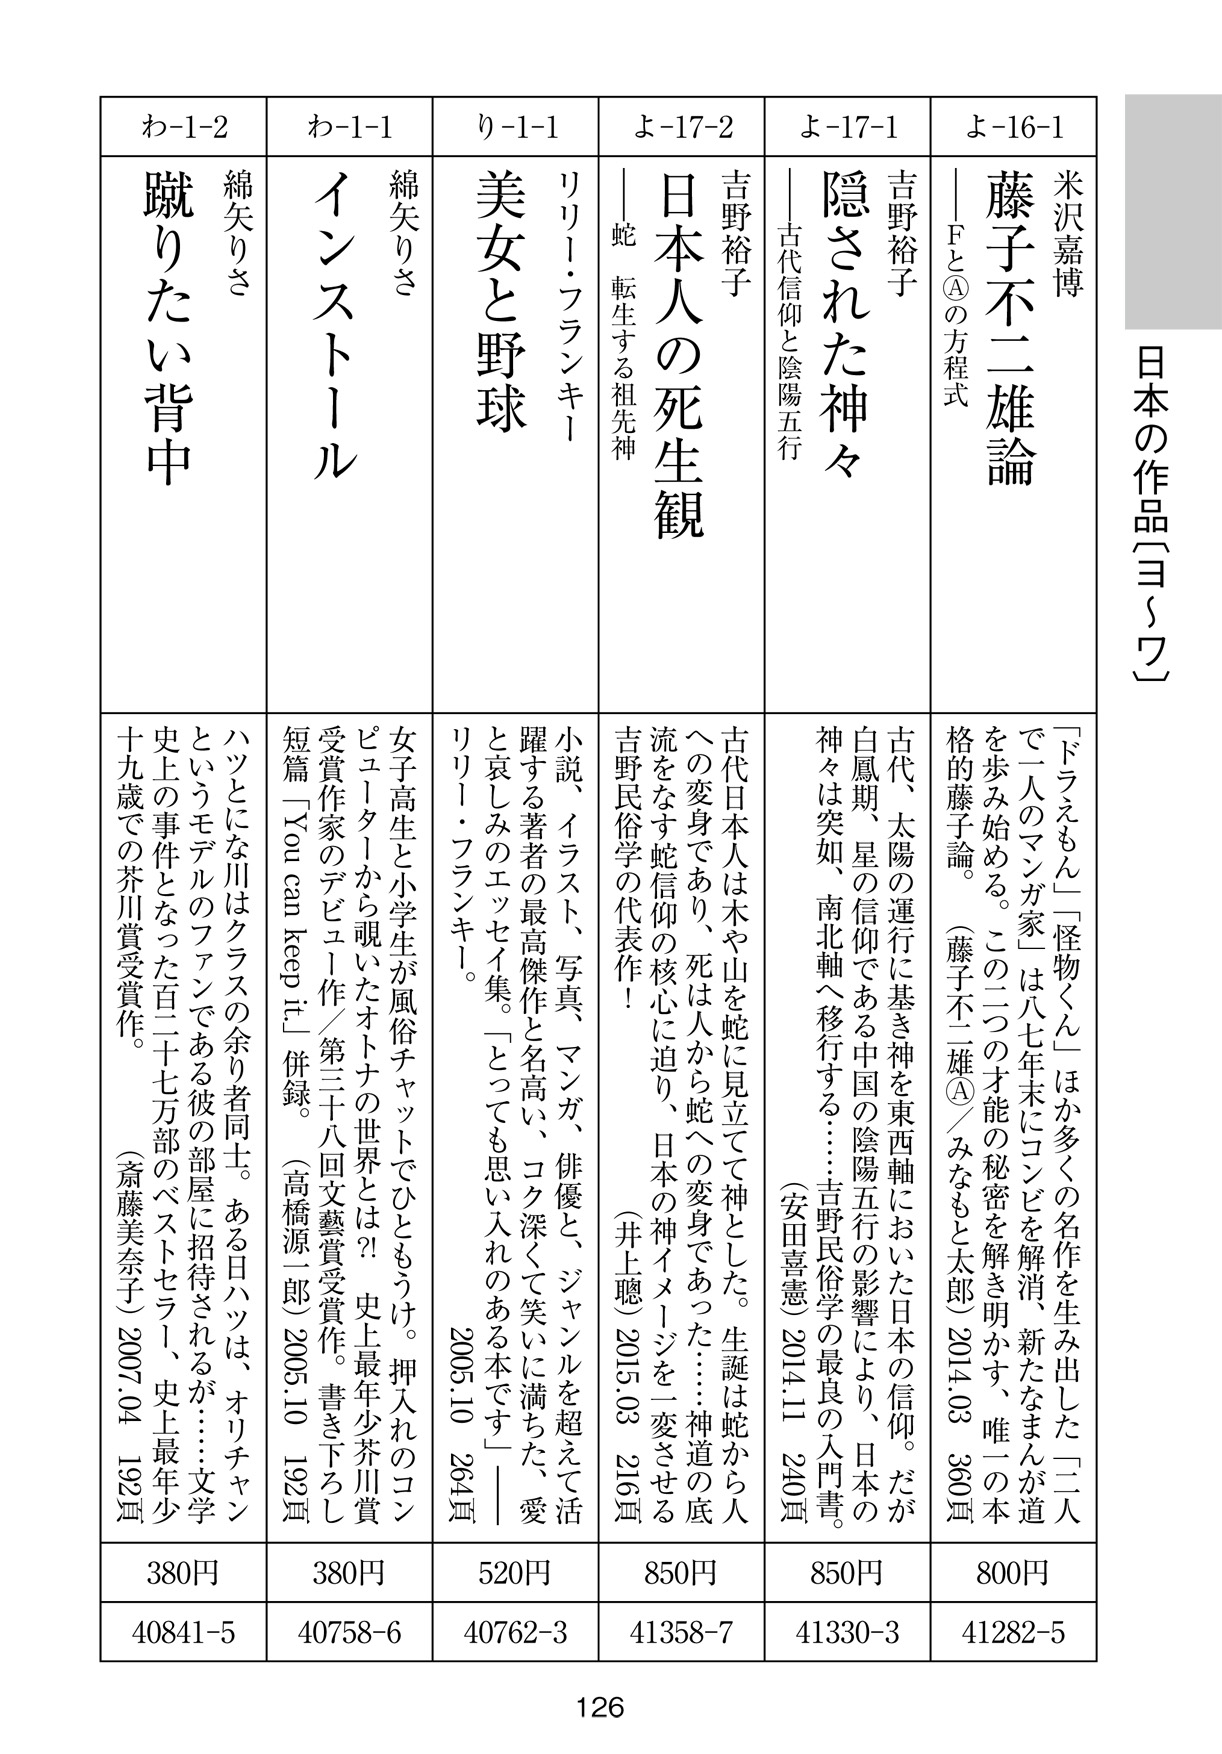 日本の作品〔ヨ～ワ〕
よ-16-1
米沢嘉博
藤子不二雄論
――FとⒶの方程式
「ドラえもん」「怪物くん」ほか多くの名作を生み出した「二人
で一人のマンガ家」は八七年末にコンビを解消、新たなまんが道
を歩み始める。この二つの才能の秘密を解き明かす、唯一の本
格的藤子論。（藤子不二雄Ⓐ／みなもと太郎）2014.03　360頁
800円
41282-5
よ-17-1
吉野裕子
隠された神々
――古代信仰と陰陽五行
古代、太陽の運行に基き神を東西軸においた日本の信仰。だが
白鳳期、星の信仰である中国の陰陽五行の影響により、日本の
神々は突如、南北軸へ移行する……吉野民俗学の最良の入門書。
（安田喜憲）2014.11　240頁
850円
41330-3
よ-17-2
吉野裕子
日本人の死生観
――蛇　転生する祖先神
古代日本人は木や山を蛇に見立てて神とした。生誕は蛇から人
への変身であり、死は人から蛇への変身であった……神道の底
流をなす蛇信仰の核心に迫り、日本の神イメージを一変させる
吉野民俗学の代表作！（井上聰）2015.03　216頁
850円
41358-7
り-1-1
リリー・フランキー
美女と野球
小説、イラスト、写真、マンガ、俳優と、ジャンルを超えて活
躍する著者の最高傑作と名高い、コク深くて笑いに満ちた、愛
と哀しみのエッセイ集。「とっても思い入れのある本です」――
リリー・フランキー。2005.10　264頁
520円
40762-3
わ-1-1
綿矢りさ
インストール
女子高生と小学生が風俗チャットでひともうけ。押入れのコン
ピューターから覗いたオトナの世界とは?!　史上最年少芥川賞
受賞作家のデビュー作／第三十八回文藝賞受賞作。書き下ろし
短篇「You can keep it.」併録。（高橋源一郎）2005.10　192頁
380円
40758-6
わ-1-2
綿矢りさ
蹴りたい背中
ハツとにな川はクラスの余り者同士。ある日ハツは、オリチャン
というモデルのファンである彼の部屋に招待されるが……文学
史上の事件となった百二十七万部のベストセラー、史上最年少
十九歳での芥川賞受賞作。（斎藤美奈子）2007.04　192頁
380円
40841-5
126